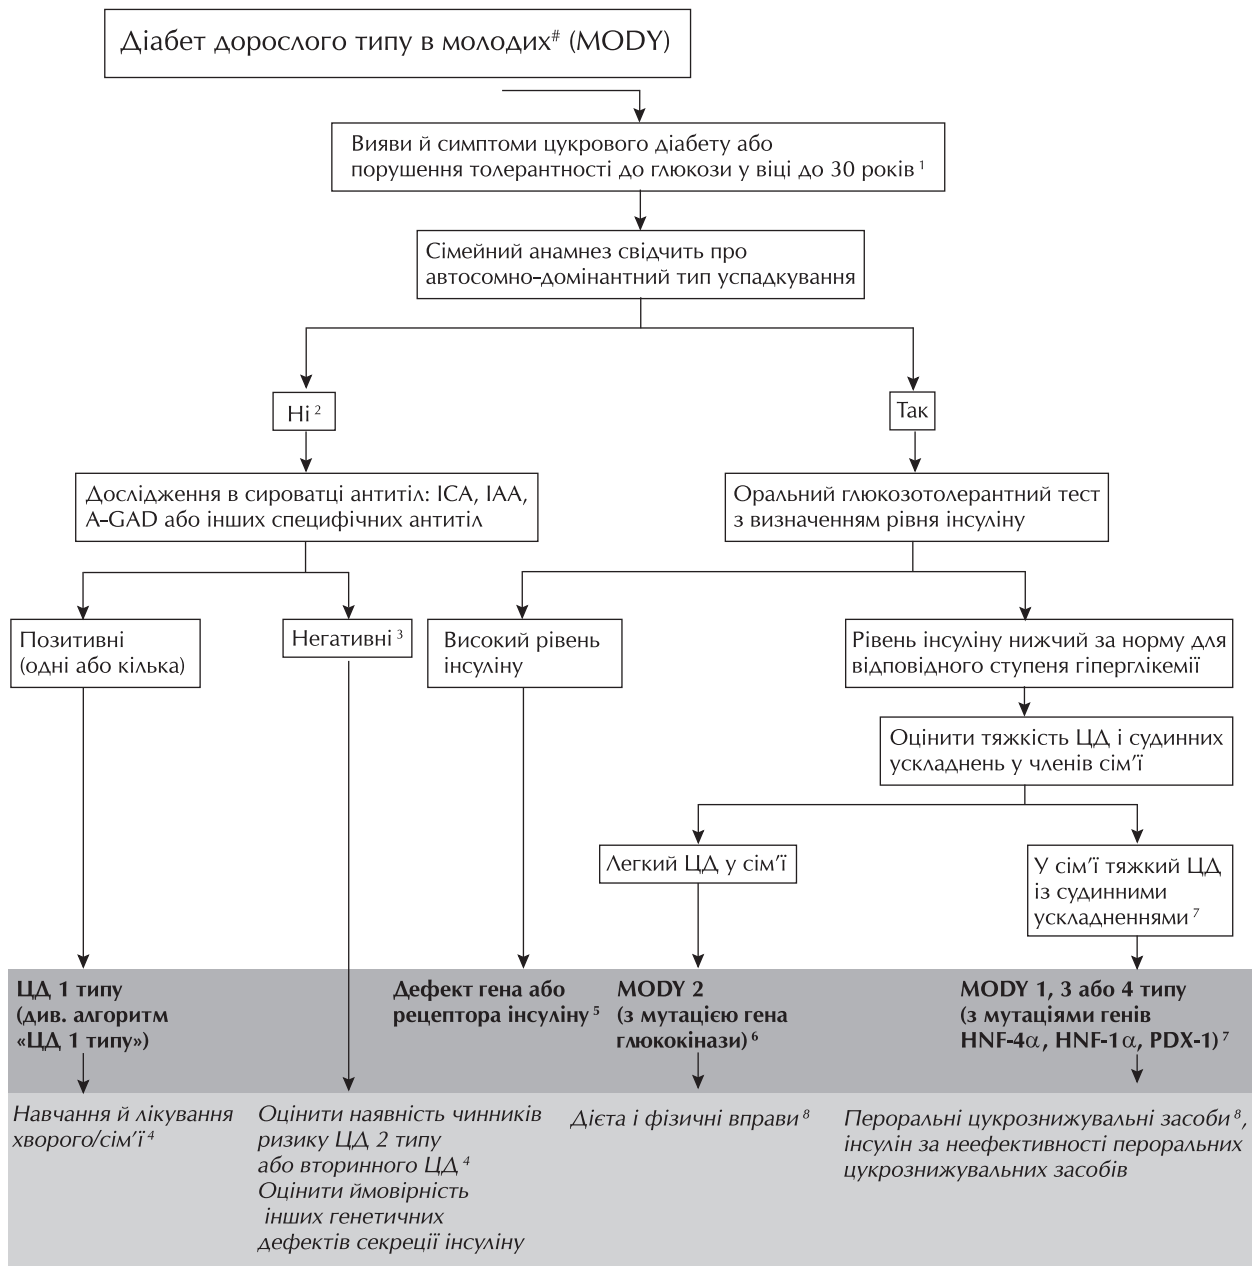 Діабет дорослого типу в молодих# (MODY)
Вияви й симптоми цукрового діабету або
порушення толерантності до глюкози у віці до 30 років 1
Сімейний анамнез свідчить про
автосомно-домінантний тип успадкування
Ні 2
Так
Дослідження в сироватці антитіл: ICA, IAA,
A-GAD або інших специфічних антитіл
Оральний глюкозотолерантний тест
з визначенням рівня інсуліну
Позитивні
(одні або кілька)
Негативні 3
Високий рівень
інсуліну
Рівень інсуліну нижчий за норму для
відповідного ступеня гіперглікемії
Оцінити тяжкість ЦД і судинних
ускладнень у членів сім’ї
Легкий ЦД у сім’ї
У сім’ї тяжкий ЦД
із судинними
ускладненнями 7
ЦД 1 типу
(див. алгоритм
«ЦД 1 типу»)
Дефект гена або
рецептора інсуліну 5
MODY 2
(з мутацією гена
глюкокінази) 6
MODY 1, 3 або 4 типу
(з мутаціями генів
HNF-4α, HNF-1α, PDX-1) 7
Навчання й лікування
хворого/сім’ї 4
Оцінити наявність чинників
ризику ЦД 2 типу
або вторинного ЦД 4
Оцінити ймовірність
інших генетичних
дефектів секреції інсуліну
Дієта і фізичні вправи 8
Пероральні цукрознижувальні засоби 8,
інсулін за неефективності пероральних
цукрознижувальних засобів